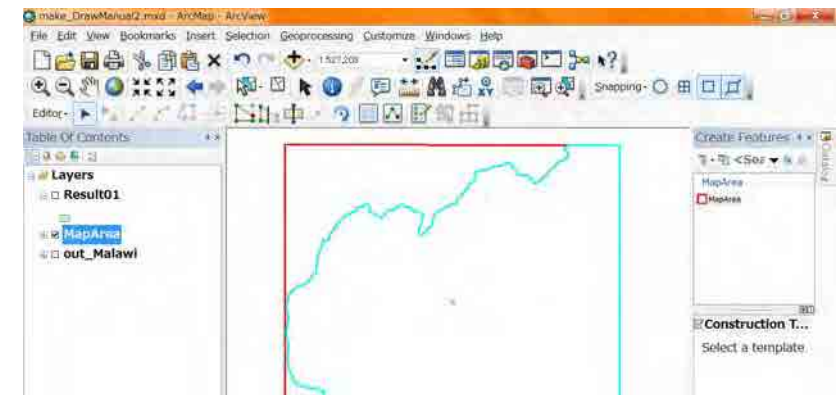 make_DrawManual2.mxd - ArcMap - ArcView
File Edit View Bookmarks Insert Selection Geoprocessing Customize Windows Help
Snapping-
Editor-
Table Of Contents
Create Features
Layers
Result01
MapArea
out_Malawi
MapArea
MapArea
Catalog
Construction T...
Select a template.